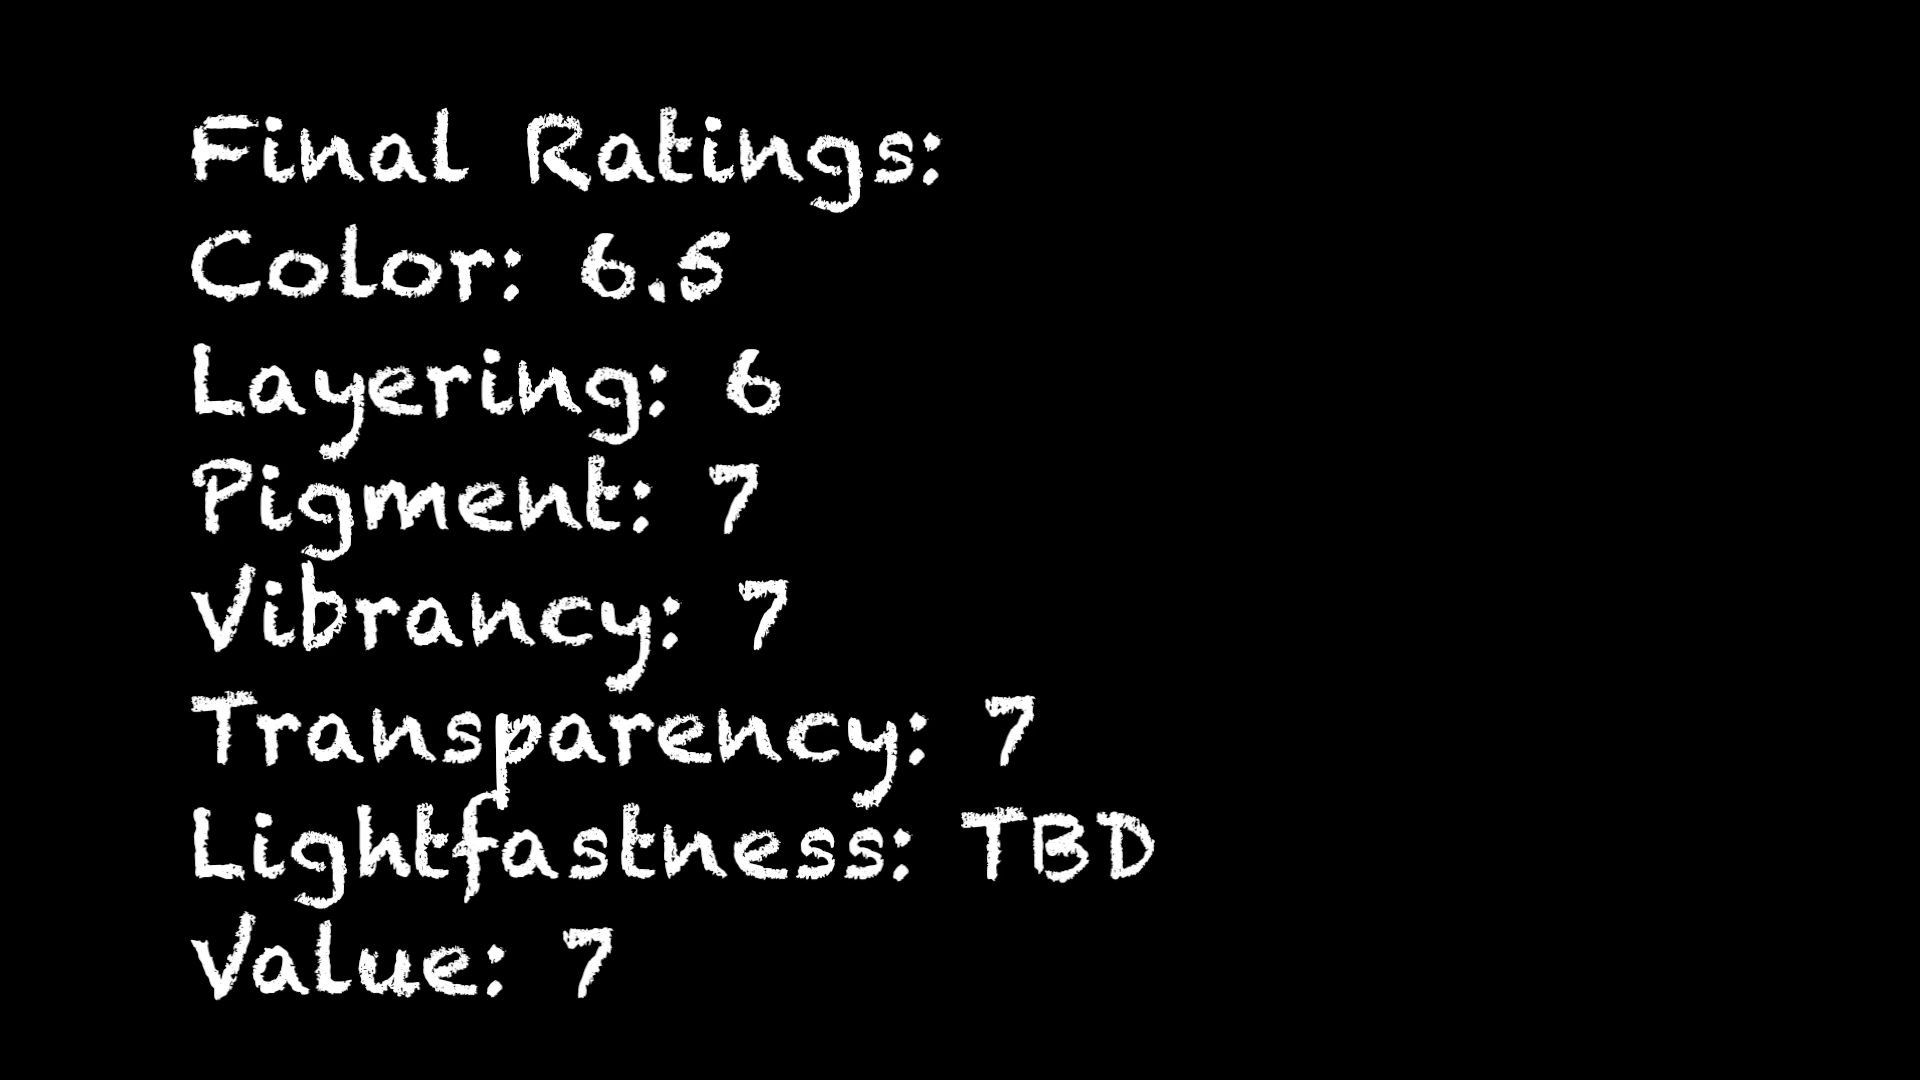 Final Ratings:
Color: 6.5
Layering: 6
Pigment: 7
Vibrancy: 7
Transparency: 7
Lightfastness: TBD
Value: 7